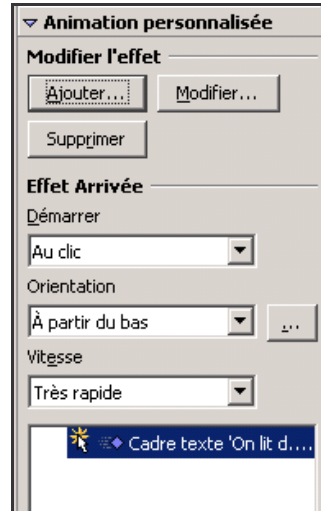 Animation personnalisée
Modifier l'effet
Ajouter... Modifier...
Supprimer
Effet Arrivée
Démarrer
Au clic
Orientation
À partir du bas ...
Vitesse
Très rapide
Cadre texte 'On lit d....